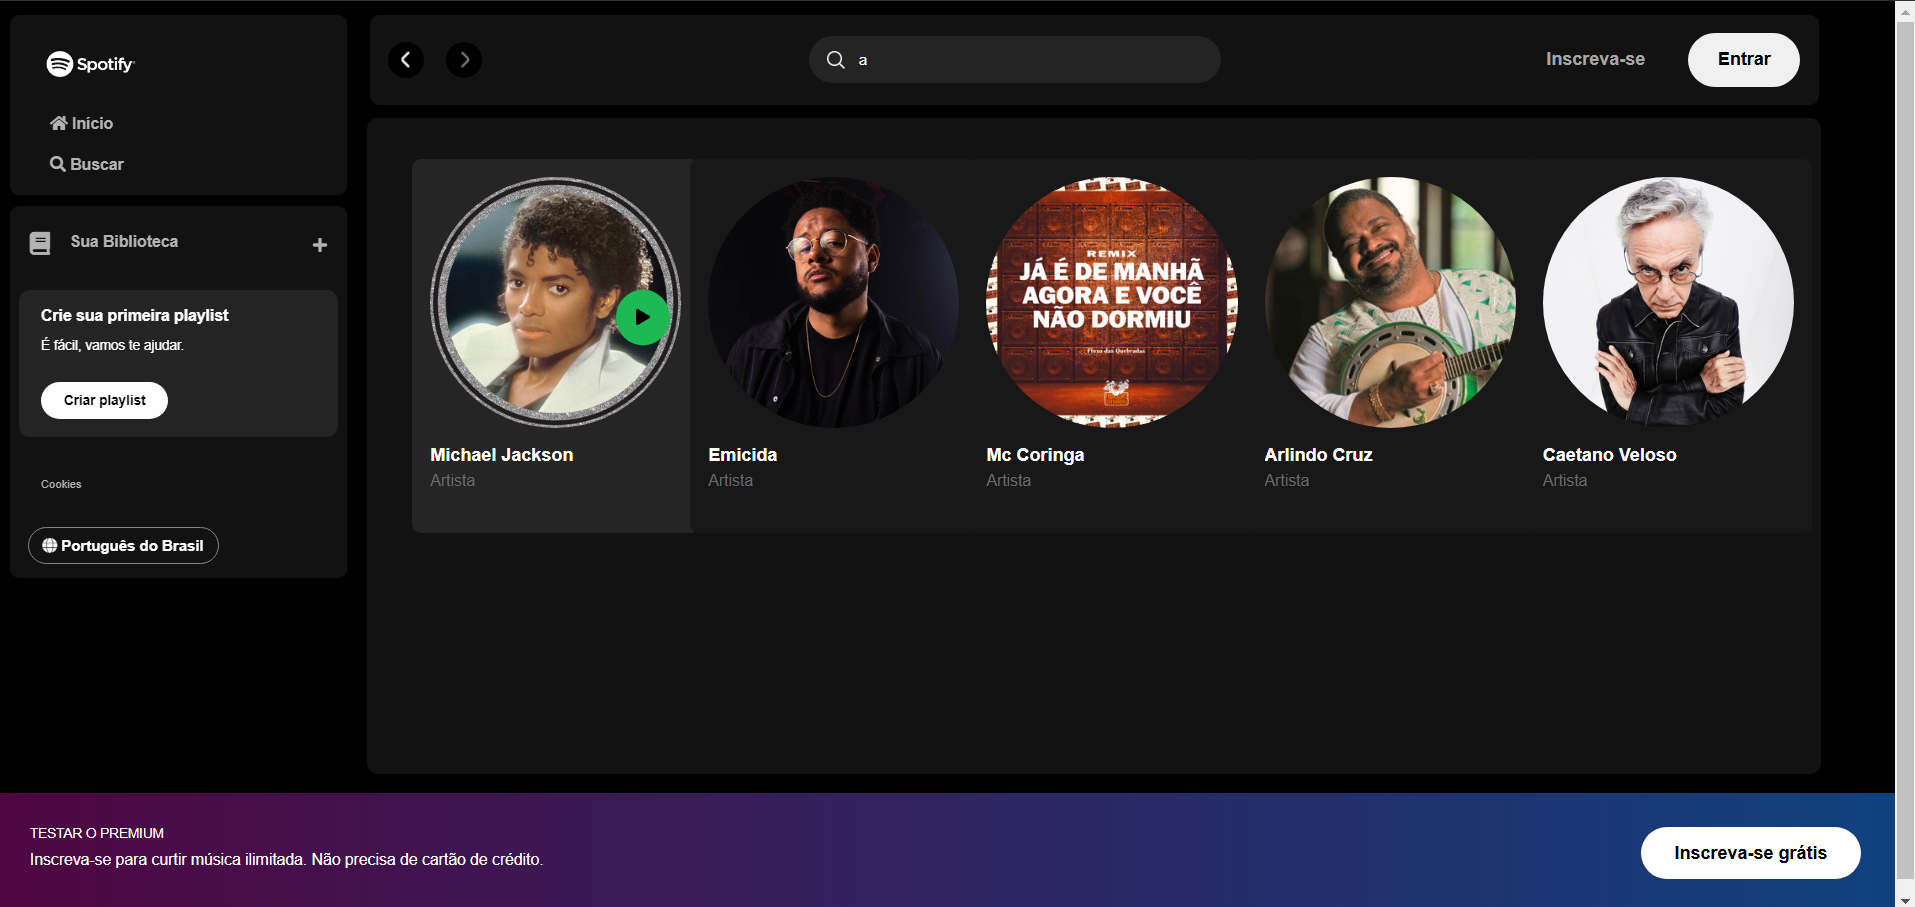 Spotify
Início
Buscar
Sua Biblioteca
Crie sua primeira playlist
É fácil, vamos te ajudar.
Criar playlist
Cookies
Português do Brasil
a
Inscreva-se
Entrar
REMIX
JÁ É DE MANHÃ
AGORA E VOCÊ
NÃO DORMIU
Fluxo das Quebradas
Michael Jackson
Artista
Emicida
Artista
Mc Coringa
Artista
Arlindo Cruz
Artista
Caetano Veloso
Artista
TESTAR O PREMIUM
Inscreva-se para curtir música ilimitada. Não precisa de cartão de crédito.
Inscreva-se grátis